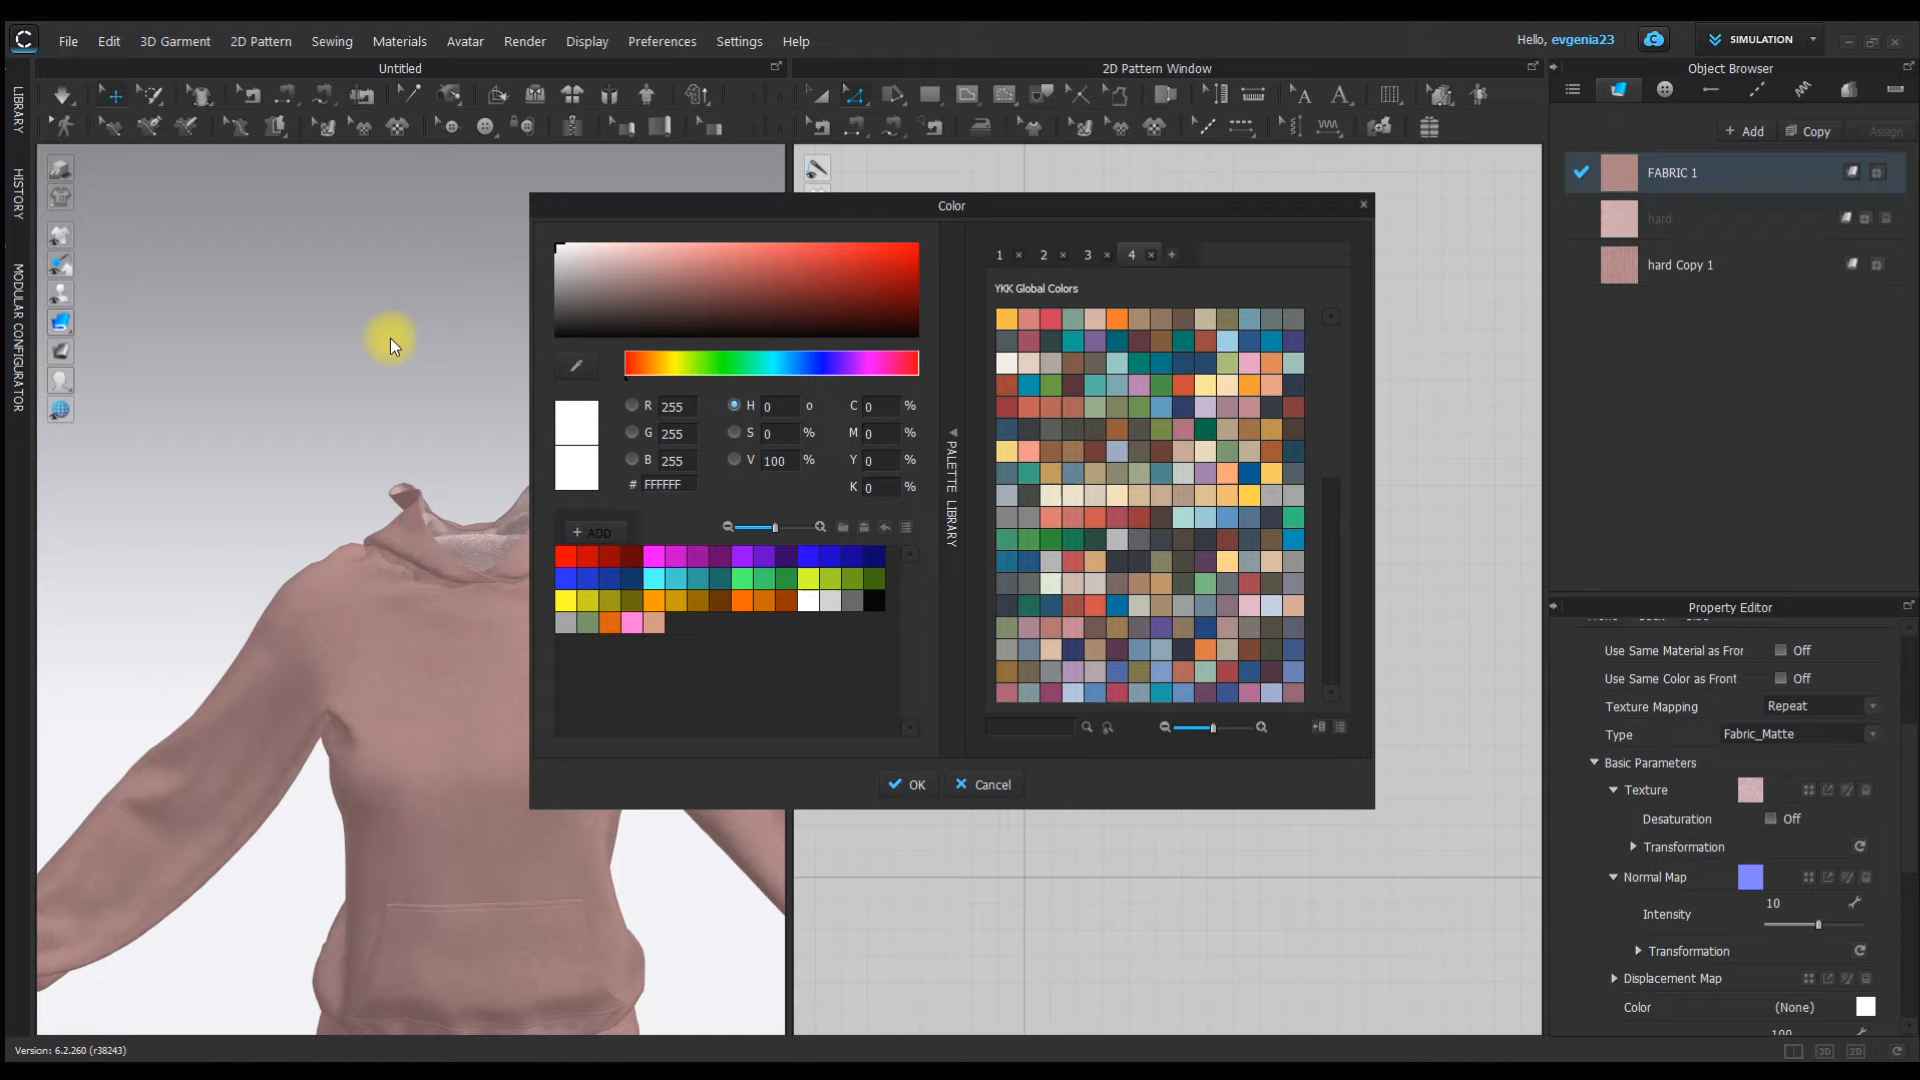 File Edit 3D Garment 2D Pattern Sewing Materials Avatar Render Display Preferences Settings Help
Hello, evgenia23
SIMULATION
Untitled
2D Pattern Window
Object Browser
LIBRARY
HISTORY
MODULAR CONFIGURATOR
+ Add
Copy
Assign
FABRIC 1
hard
hard Copy 1
Color
1 × 2 × 3 × 4 × +
YKK Global Colors
R 255 H 0 o C 0 %
G 255 S 0 % M 0 %
B 255 V 100 % Y 0 %
# FFFFFF K 0 %
+ ADD
PALETTE LIBRARY
OK
Cancel
Property Editor
Use Same Material as Fror Off
Use Same Color as Front Off
Texture Mapping Repeat
Type Fabric_Matte
Basic Parameters
Texture
Desaturation Off
Transformation
Normal Map
10
Intensity
Transformation
Displacement Map
Color (None)
3D 2D
Version: 6.2.260 (r38243)